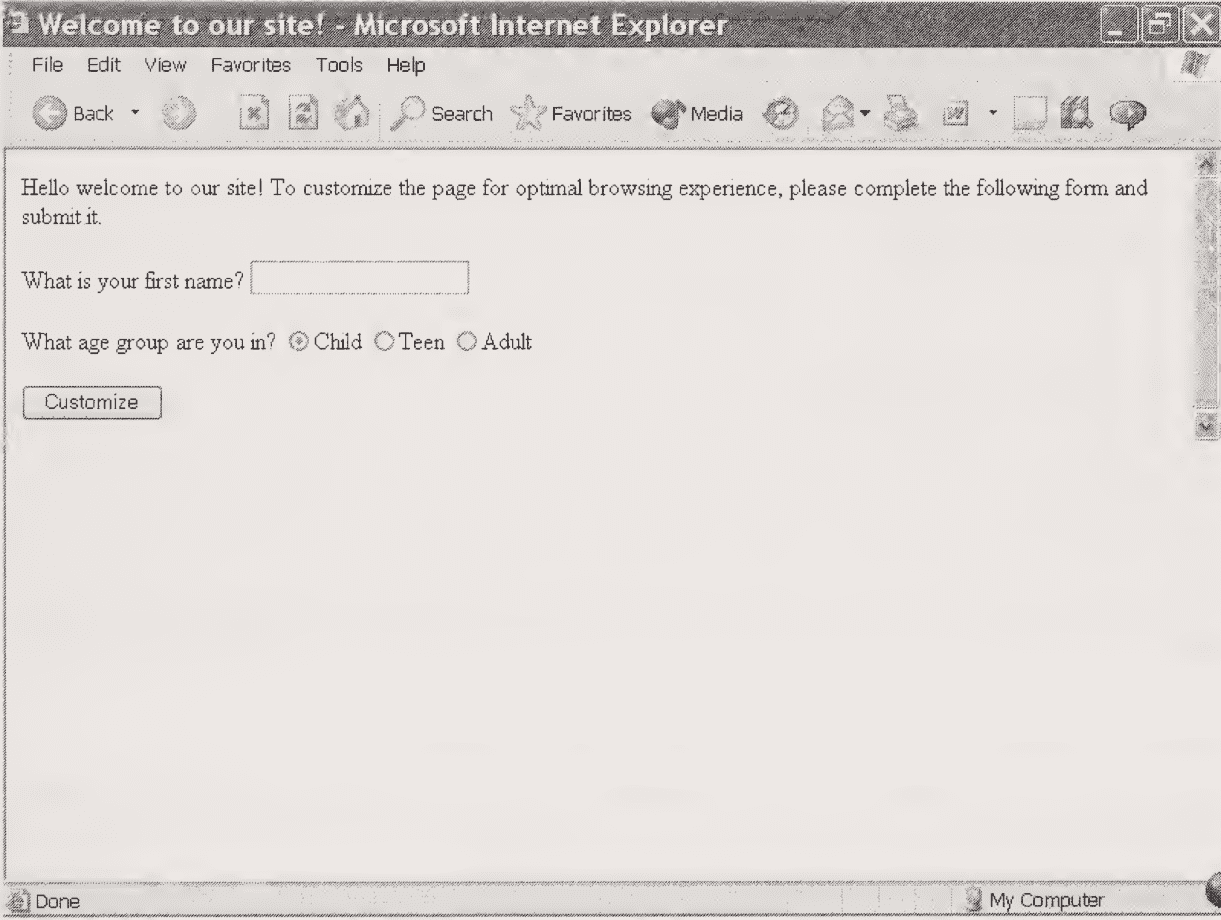 Welcome to our site! - Microsoft Internet Explorer
File Edit View Favorites Tools Help
Back Search Favorites Media
Hello welcome to our site! To customize the page for optimal browsing experience, please complete the following form and
submit it.
What is your first name?
What age group are you in? Child Teen Adult
Customize
Done My Computer